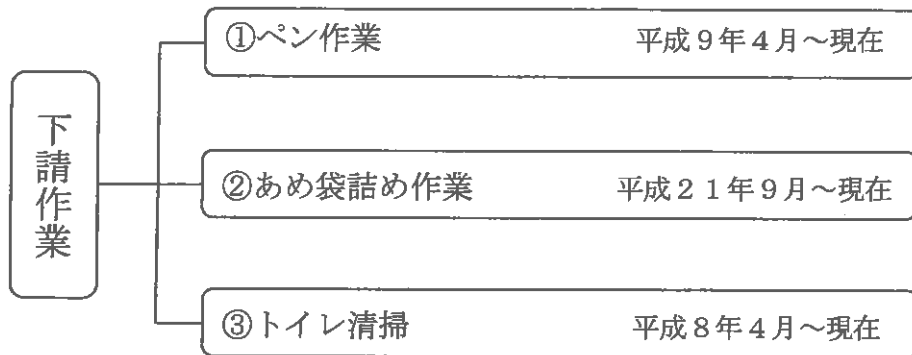 下請作業
①ペン作業 平成9年4月～現在
②あめ袋詰め作業 平成21年9月～現在
③トイレ清掃 平成8年4月～現在